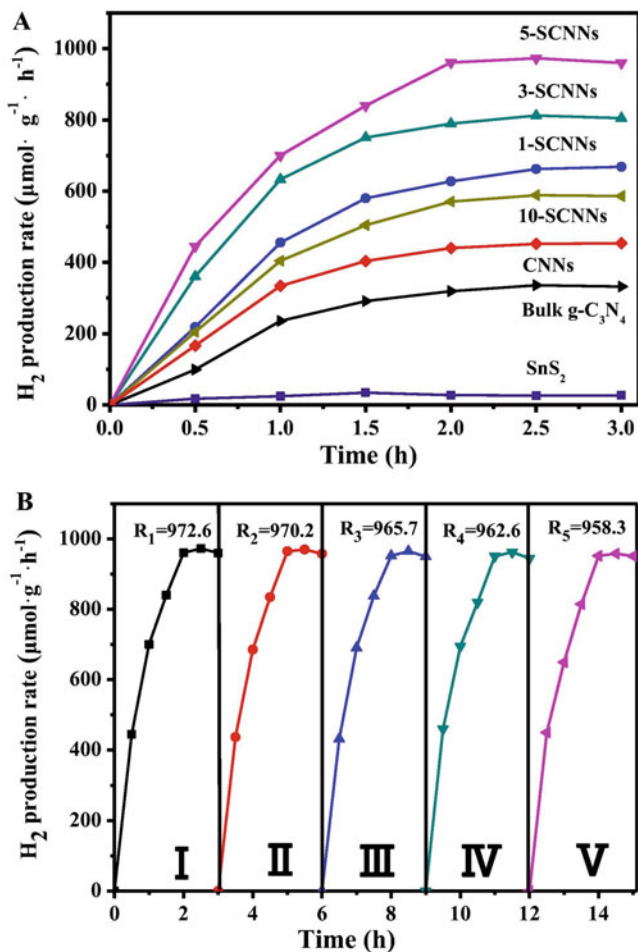 A
H2 production rate (μmol· g-1 · h-1)
1000
800
600
400
200
0
5-SCNNs
3-SCNNs
1-SCNNs
10-SCNNs
CNNs
Bulk g-C3N4
SnS2
0.0 0.5 1.0 1.5 2.0 2.5 3.0
Time (h)
B
H2 production rate (μmol·g-1·h-1)
R1=972.6 R2=970.2 R3=965.7 R4=962.6 R5=958.3
1000
800
600
400
200
0
I II III IV V
0 2 4 6 8 10 12 14
Time (h)